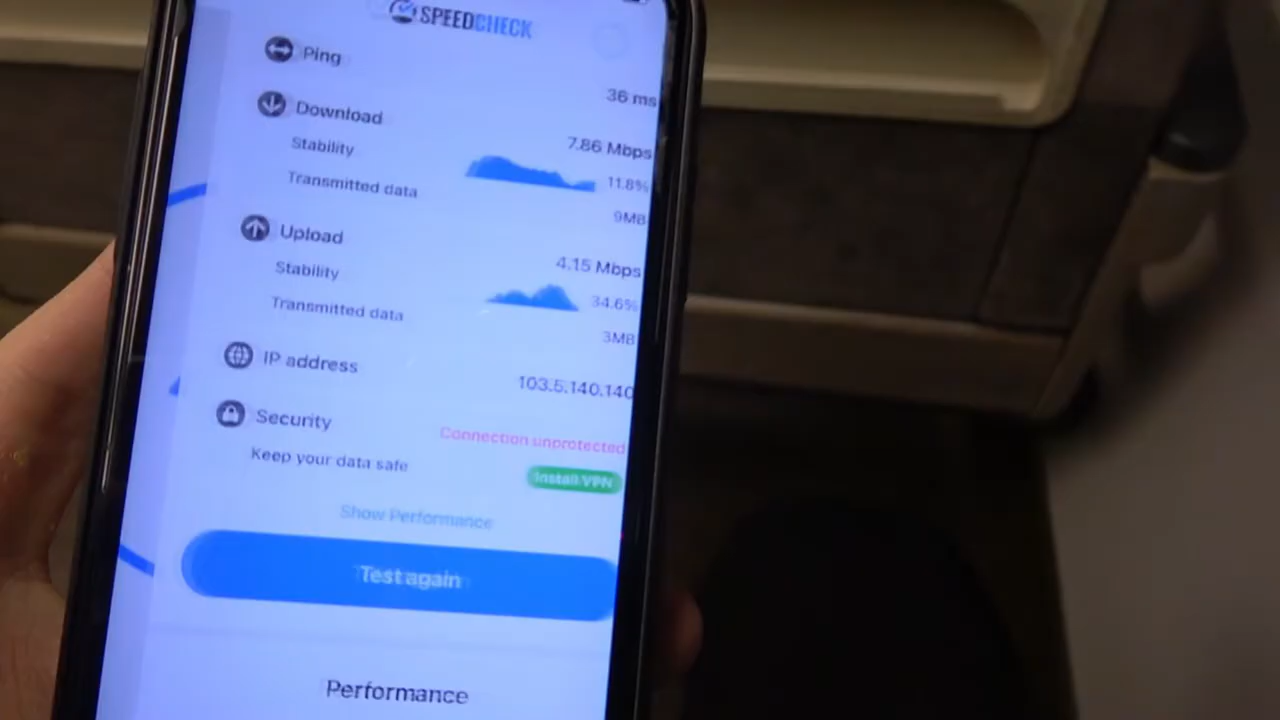 SPEEDCHECK
Ping
36 ms
Download
7.86 Mbps
Stability
11.8%
Transmitted data
9MB
Upload
4.15 Mbps
Stability
34.6%
Transmitted data
3MB
IP address
103.5.140.140
Security
Connection unprotected
Keep your data safe
Install VPN
Show Performance
Test again
Performance